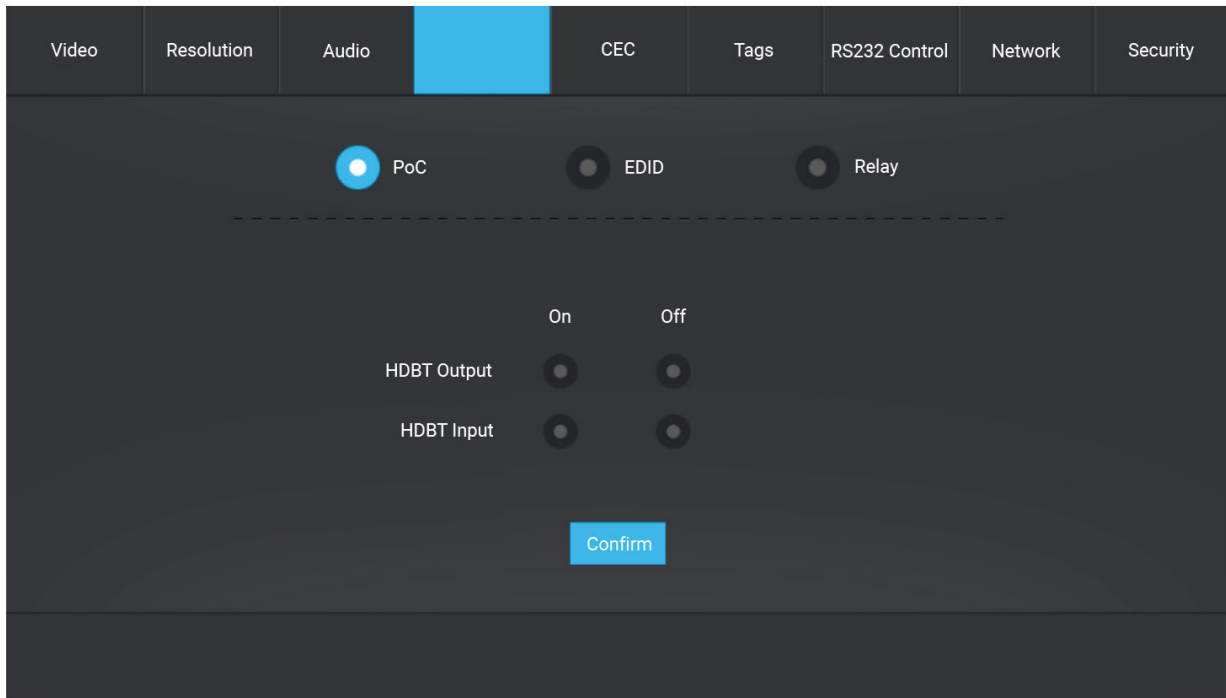 Video Resolution Audio CEC Tags RS232 Control Network Security
PoC EDID Relay
On Off
HDBT Output
HDBT Input
Confirm